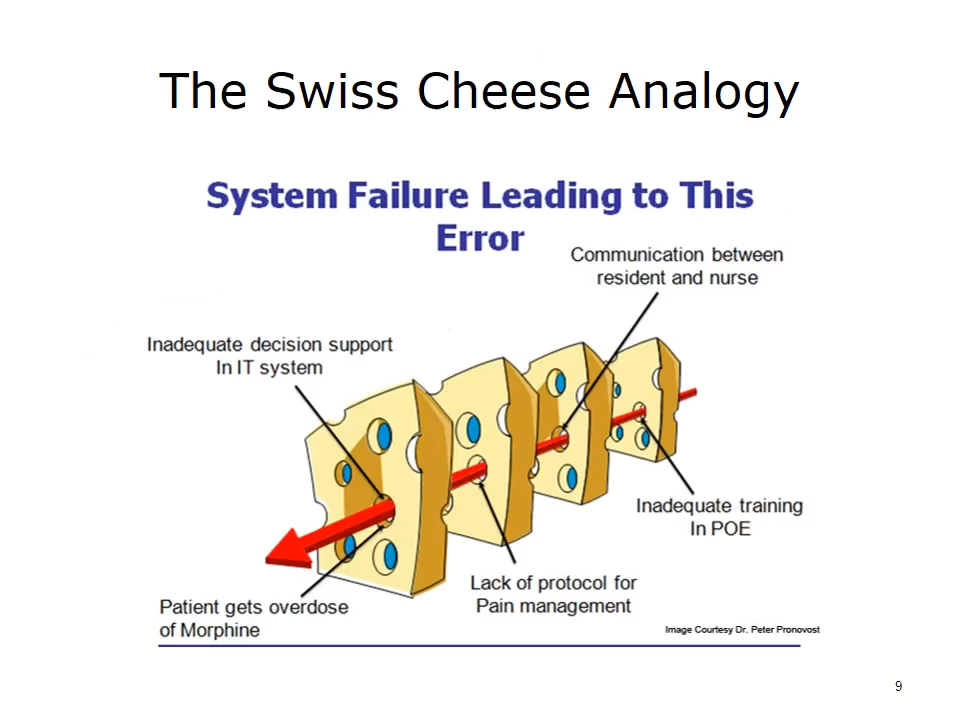 The Swiss Cheese Analogy
System Failure Leading to This
Error
Communication between
resident and nurse
Inadequate decision support
In IT system
Inadequate training
In POE
Lack of protocol for
Pain management
Patient gets overdose
of Morphine
Image Courtesy Dr. Peter Pronovost
9